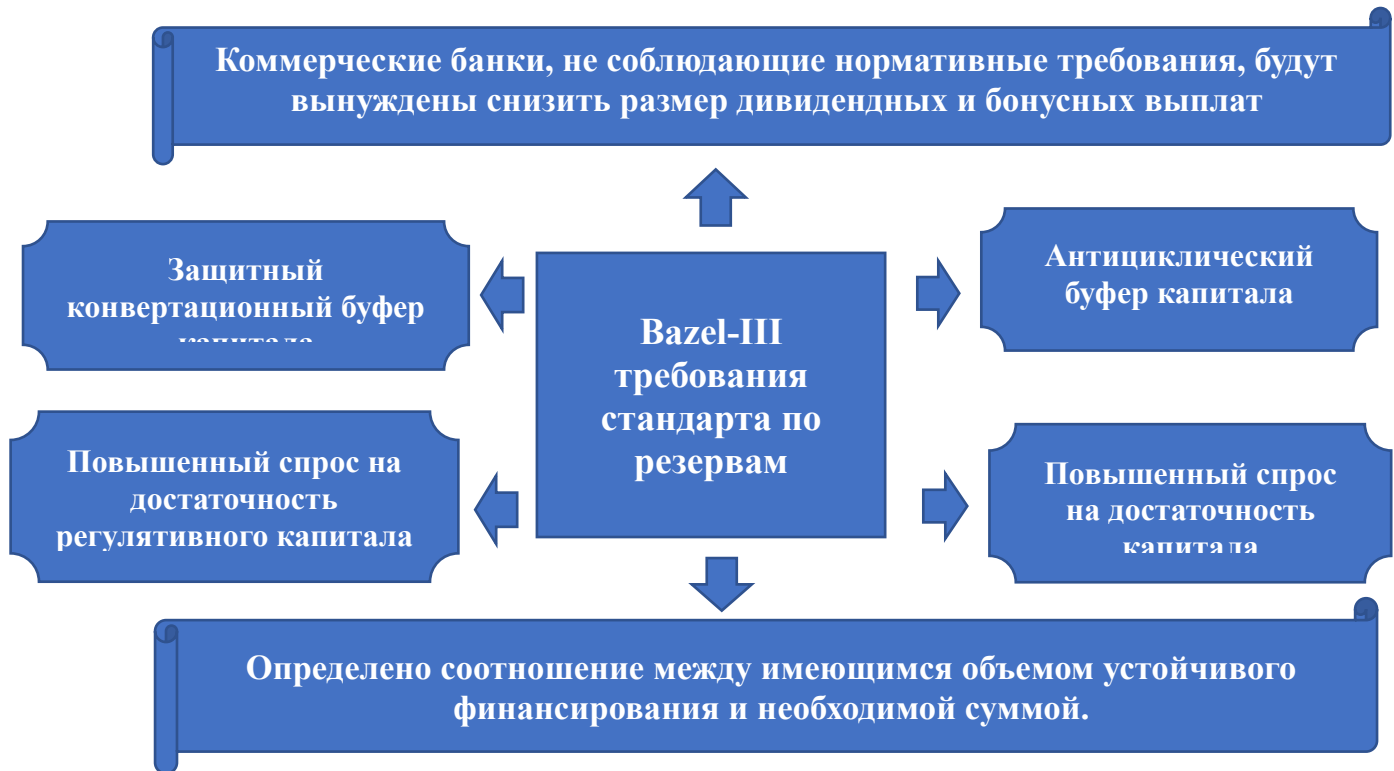 Коммерческие банки, не соблюдающие нормативные требования, будут
вынуждены снизить размер дивидендных и бонусных выплат
Защитный
конвертационный буфер
капитала
Антициклический
буфер капитала
Bazel-III
требования
стандарта по
резервам
Повышенный спрос на
достаточность
регулятивного капитала
Повышенный спрос
на достаточность
капитала
Определено соотношение между имеющимся объемом устойчивого
финансирования и необходимой суммой.